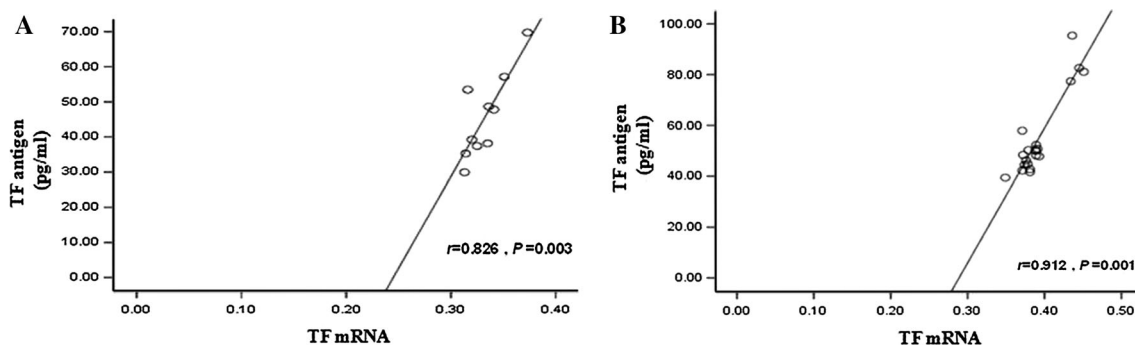 A
TF antigen
(pg/ml)
70.00
60.00
50.00
40.00
30.00
20.00
10.00
0.00
r=0.826 , P=0.003
0.00 0.10 0.20 0.30 0.40
TF mRNA
B
TF antigen
(pg/ml)
100.00
80.00
60.00
40.00
100.00
0.00
r=0.912 , P=0.001
0.00 0.10 0.20 0.30 0.40 0.50
TF mRNA